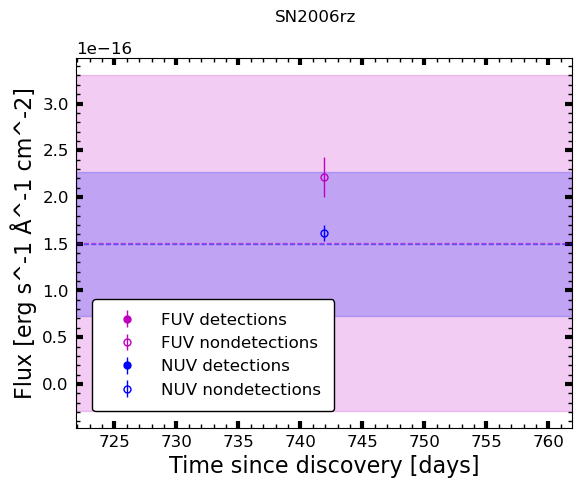 SN2006rz
1e−16
3.0
2.5
2.0
1.5
1.0
0.5
0.0
Flux [erg s^-1 Å^-1 cm^-2]
FUV detections
FUV nondetections
NUV detections
NUV nondetections
725 730 735 740 745 750 755 760
Time since discovery [days]